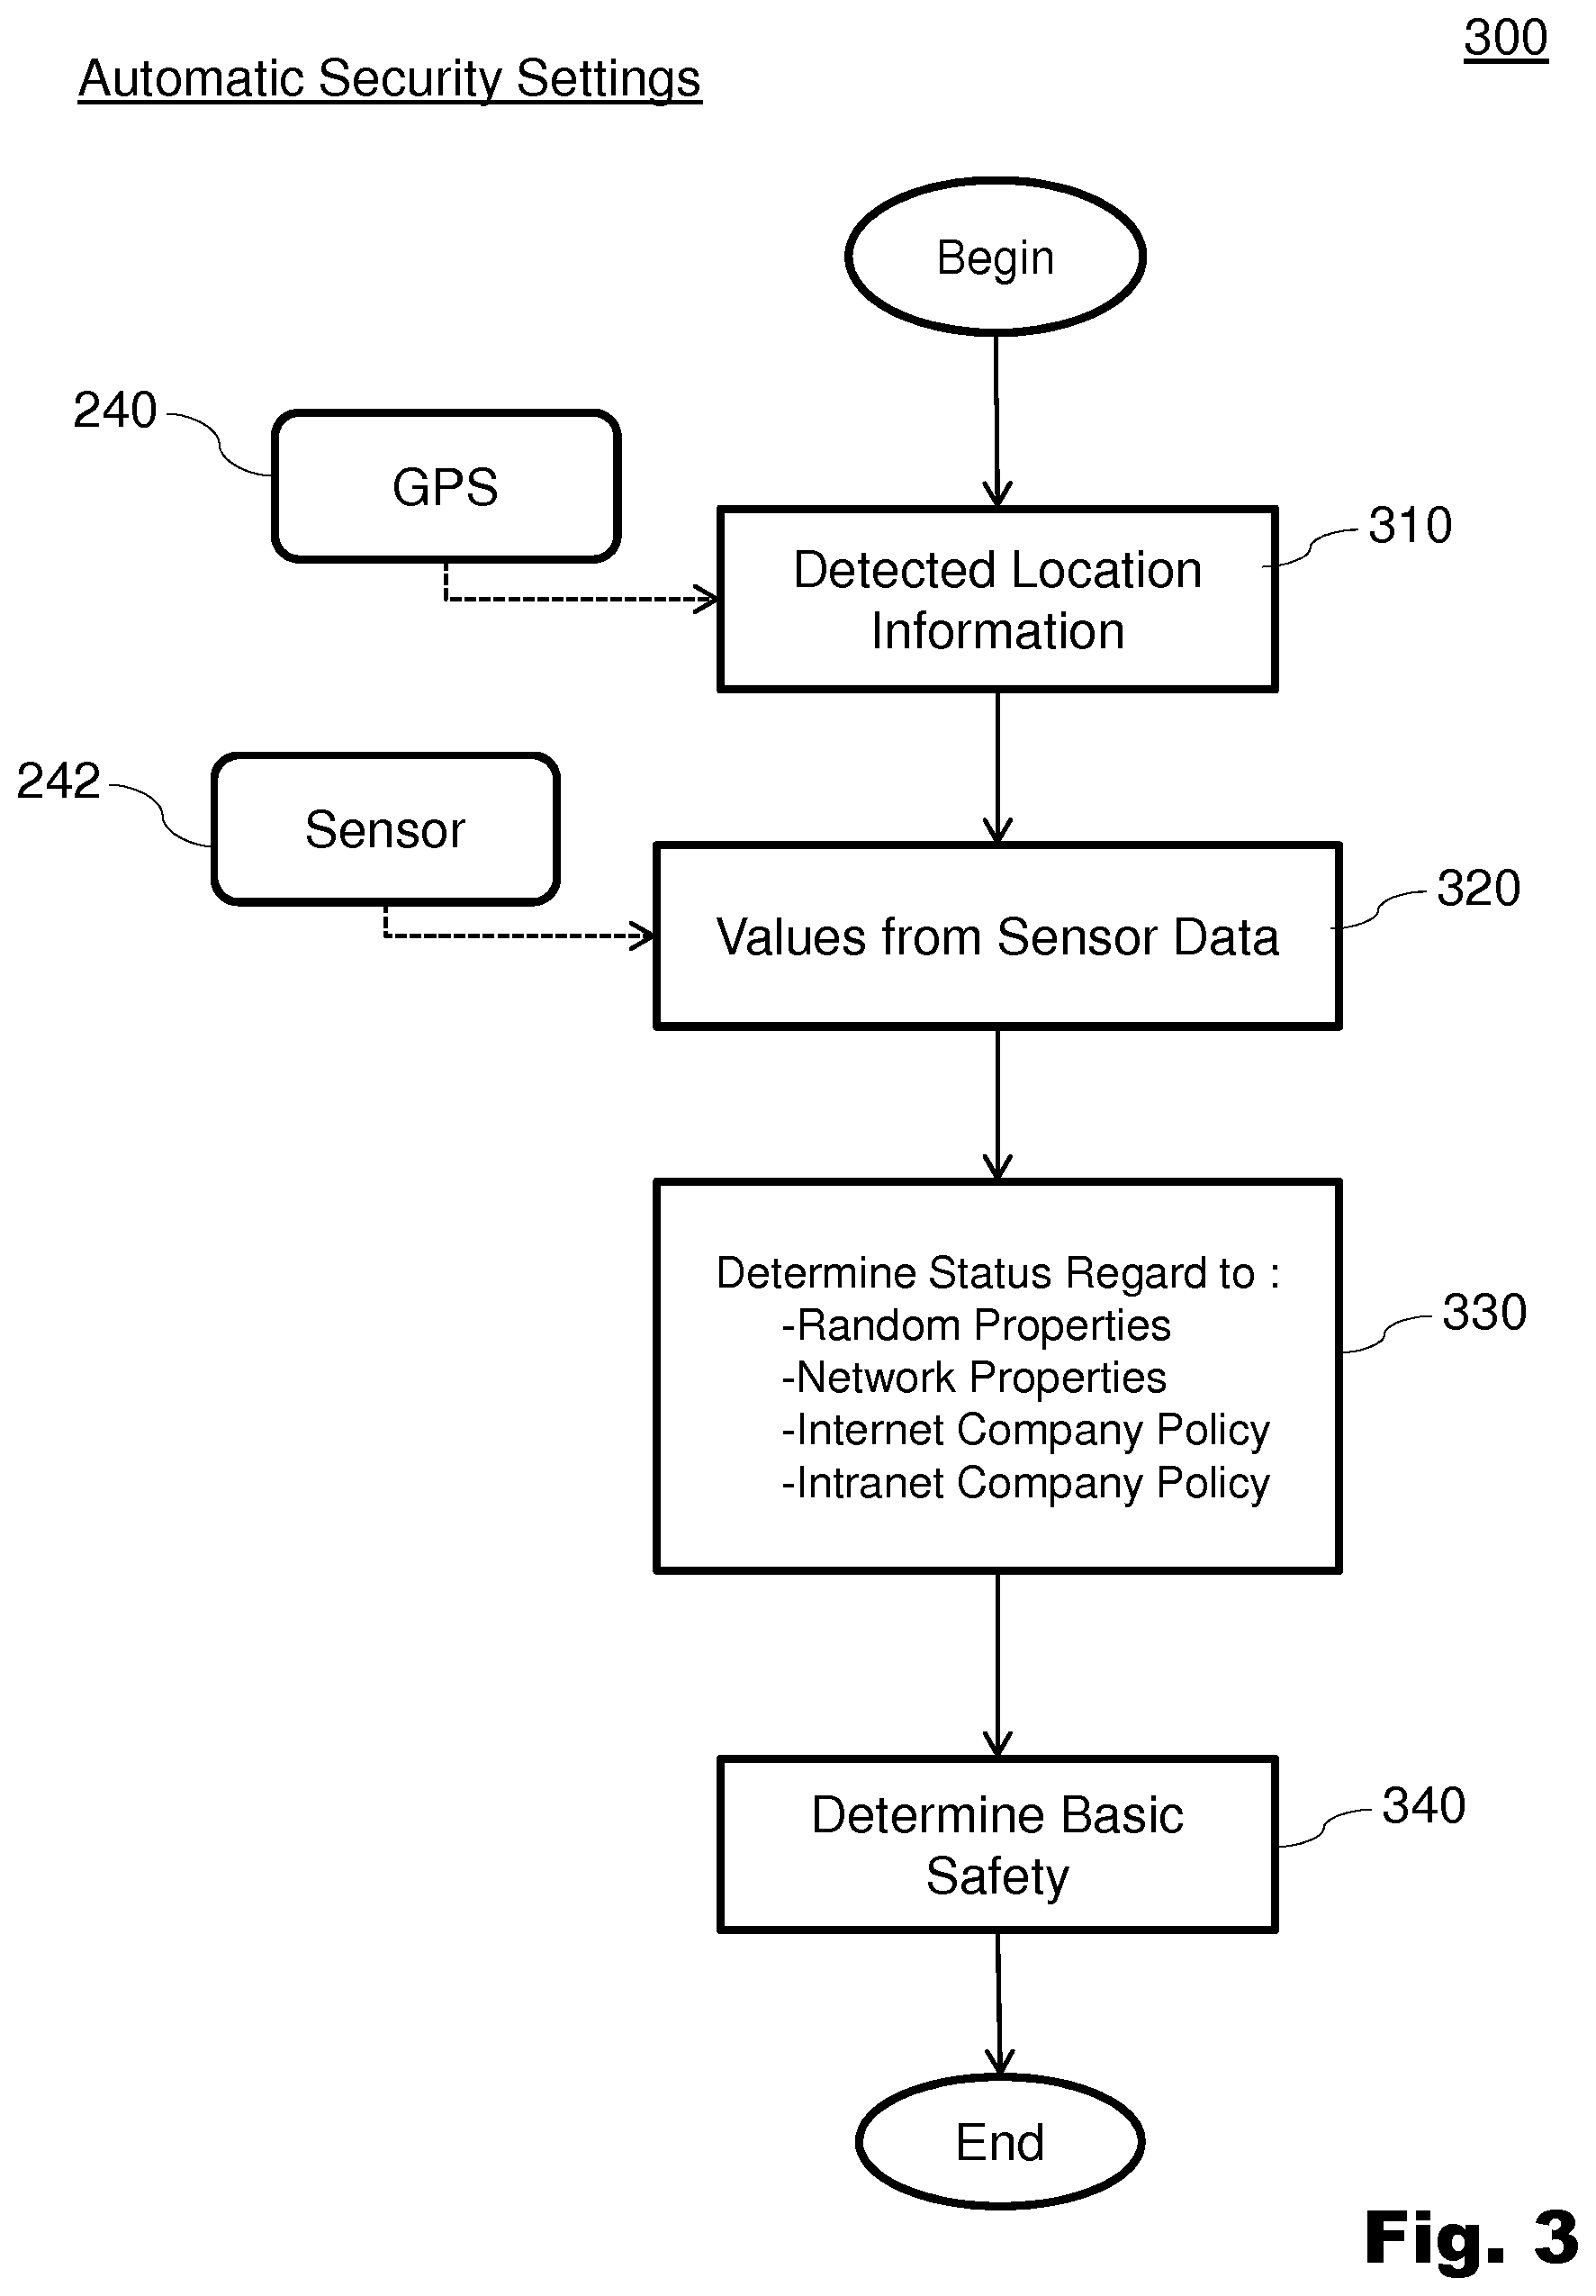 300
Automatic Security Settings
Begin
240
GPS
310
Detected Location
Information
242
Sensor
320
Values from Sensor Data
Determine Status Regard to :
-Random Properties
-Network Properties
-Internet Company Policy
-Intranet Company Policy
330
Determine Basic
Safety
340
End
Fig. 3